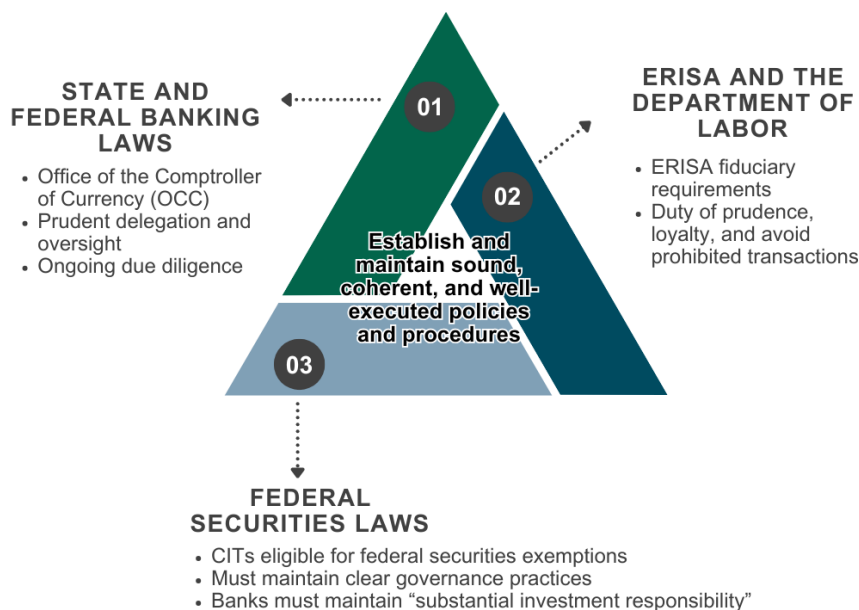 01
STATE AND
FEDERAL BANKING
LAWS
• Office of the Comptroller
of Currency (OCC)
• Prudent delegation and
oversight
• Ongoing due diligence
02
ERISA AND THE
DEPARTMENT OF
LABOR
• ERISA fiduciary
requirements
• Duty of prudence,
loyalty, and avoid
prohibited transactions
Establish and
maintain sound,
coherent, and well-
executed policies
and procedures
03
FEDERAL
SECURITIES LAWS
• CITs eligible for federal securities exemptions
• Must maintain clear governance practices
• Banks must maintain “substantial investment responsibility”